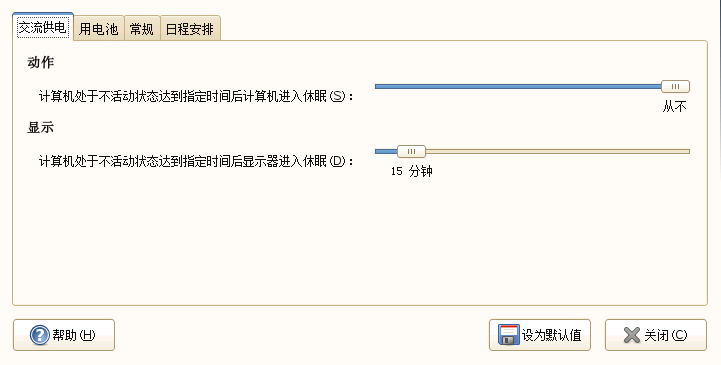 交流供电 用电池 常规 日程安排
动作
计算机处于不活动状态达到指定时间后计算机进入休眠(S)：
从不
显示
计算机处于不活动状态达到指定时间后显示器进入休眠(D)：
15 分钟
帮助(H) 设为默认值 关闭(C)